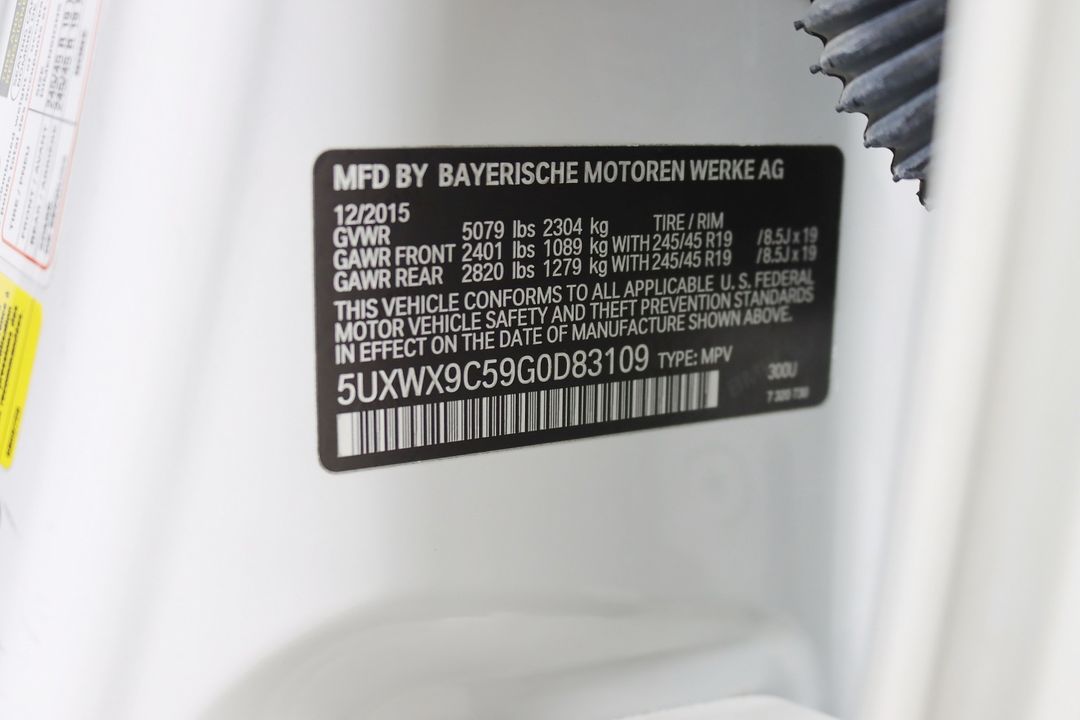 MFD BY BAYERISCHE MOTOREN WERKE AG
12/2015
GVWR 5079 lbs 2304 kg TIRE / RIM
GAWR FRONT 2401 lbs 1089 kg WITH 245/45 R19 /8.5J x 19
GAWR REAR 2820 lbs 1279 kg WITH 245/45 R19 /8.5J x 19
THIS VEHICLE CONFORMS TO ALL APPLICABLE U. S. FEDERAL
MOTOR VEHICLE SAFETY AND THEFT PREVENTION STANDARDS
IN EFFECT ON THE DATE OF MANUFACTURE SHOWN ABOVE.
5UXWX9C59G0D83109 TYPE: MPV 300U